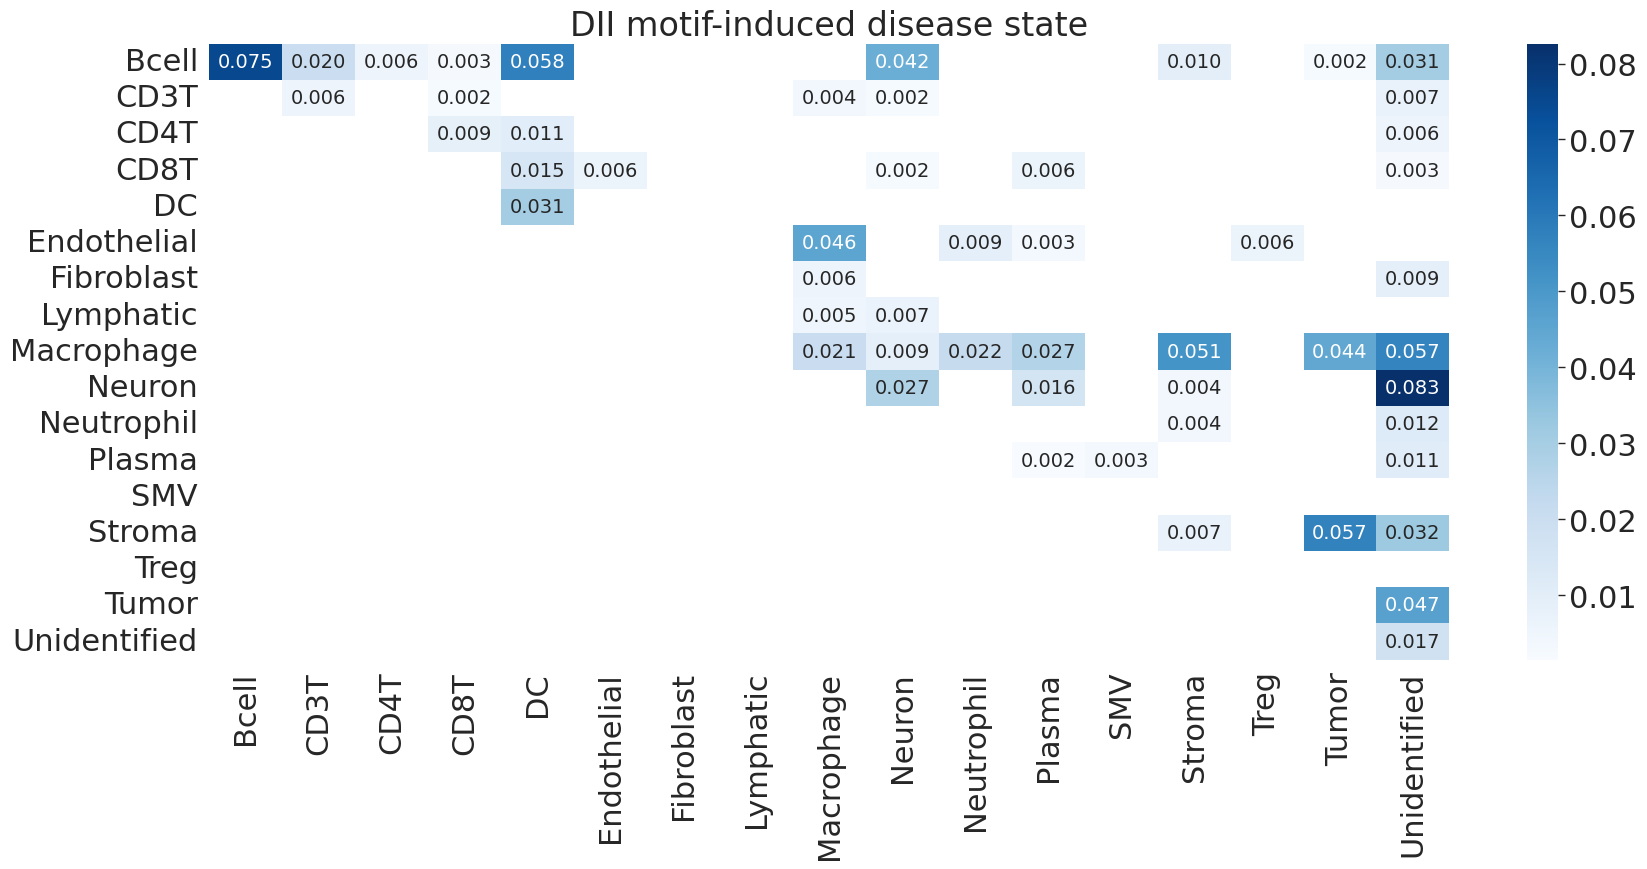 DII motif-induced disease state
Bcell 0.075 0.020 0.006 0.003 0.058 0.042 0.010 0.002 0.031
CD3T 0.006 0.002 0.004 0.002 0.007
CD4T 0.009 0.011 0.006
CD8T 0.015 0.006 0.002 0.006 0.003
DC 0.031
Endothelial 0.046 0.009 0.003 0.006
Fibroblast 0.006 0.009
Lymphatic 0.005 0.007
Macrophage 0.021 0.009 0.022 0.027 0.051 0.044 0.057
Neuron 0.027 0.016 0.004 0.083
Neutrophil 0.004 0.012
Plasma 0.002 0.003 0.011
SMV
Stroma 0.007 0.057 0.032
Treg
Tumor 0.047
Unidentified 0.017
Bcell
CD3T
CD4T
CD8T
DC
Endothelial
Fibroblast
Lymphatic
Macrophage
Neuron
Neutrophil
Plasma
SMV
Stroma
Treg
Tumor
Unidentified
0.08
0.07
0.06
0.05
0.04
0.03
0.02
0.01